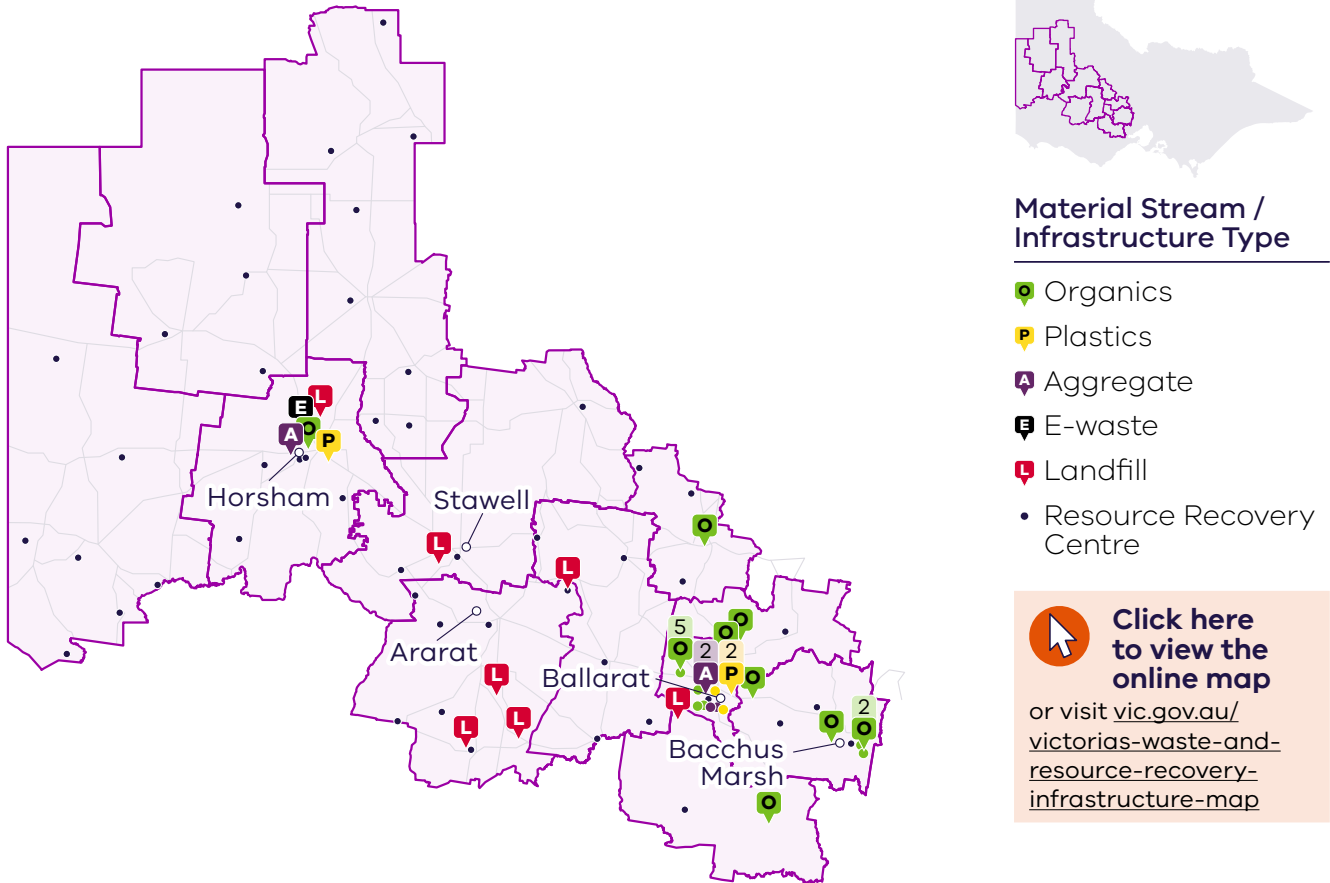 L
E
O
A
P
Horsham
Stawell
L
O
L
Ararat
5
O
O
O
2
2
A
P
O
Ballarat
L
L
L
L
2
O
O
Bacchus
Marsh
O
Material Stream /
Infrastructure Type
O Organics
P Plastics
A Aggregate
E E-waste
L Landfill
• Resource Recovery
Centre
Click here
to view the
online map
or visit vic.gov.au/
victorias-waste-and-
resource-recovery-
infrastructure-map